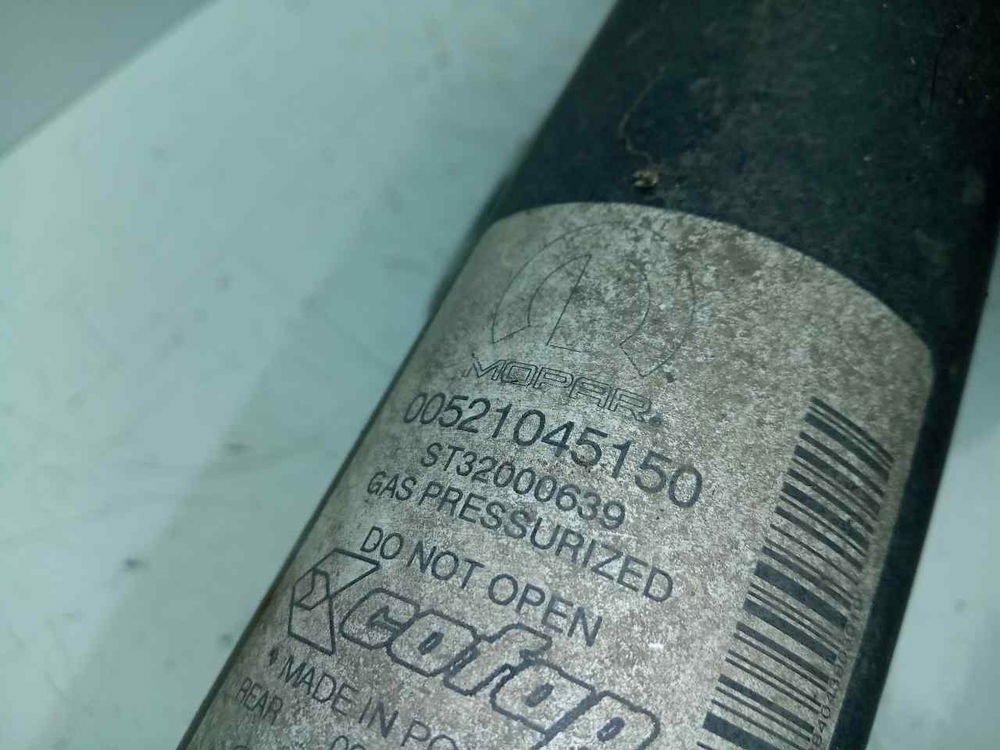 MOPAR
00521045150
ST32000639
GAS PRESSURIZED
DO NOT OPEN
cofap
MADE IN PO
REAR